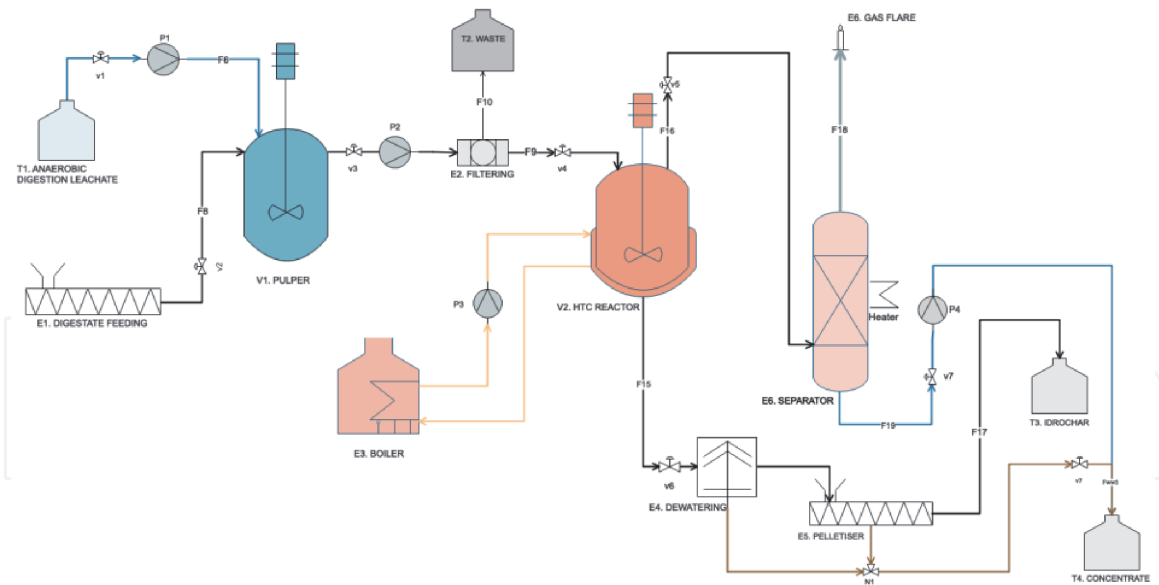 E6. GAS FLARE
P1
T2. WASTE
F6
v1
v5
F10
P2
F16
F18
v3
F9
v4
E2. FILTERING
T1. ANAEROBIC
DIGESTION LEACHATE
F8
v2
V1. PULPER
P3
V2. HTC REACTOR
Heater
P4
E1. DIGESTATE FEEDING
v7
F15
E6. SEPARATOR
F19
T3. IDROCHAR
F17
E3. BOILER
v6
v7
E4. DEWATERING
E5. PELLETISER
N1
T4. CONCENTRATE